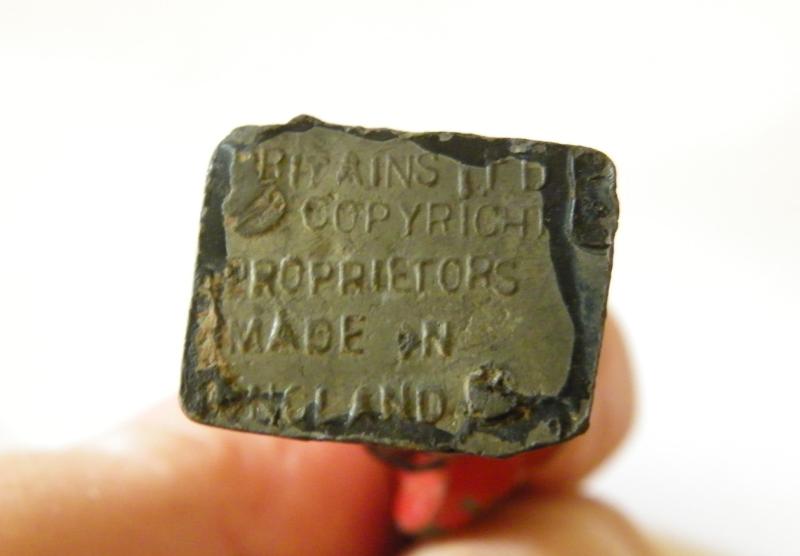 BRITAINS LTD
COPYRIGHT
PROPRIETORS
MADE IN
ENGLAND